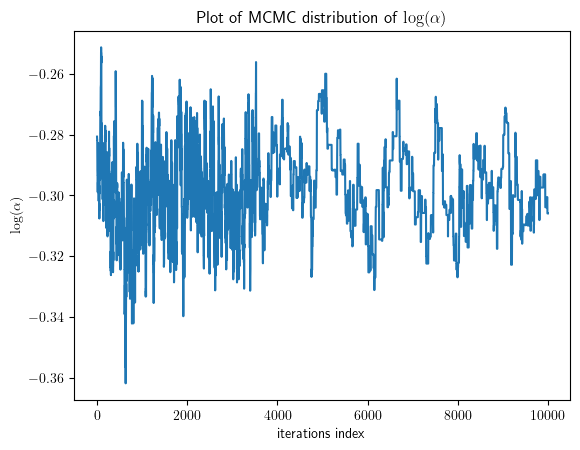 Plot of MCMC distribution of log(α)
−0.26
−0.28
−0.30
−0.32
−0.34
−0.36
log(α)
0 2000 4000 6000 8000 10000
iterations index